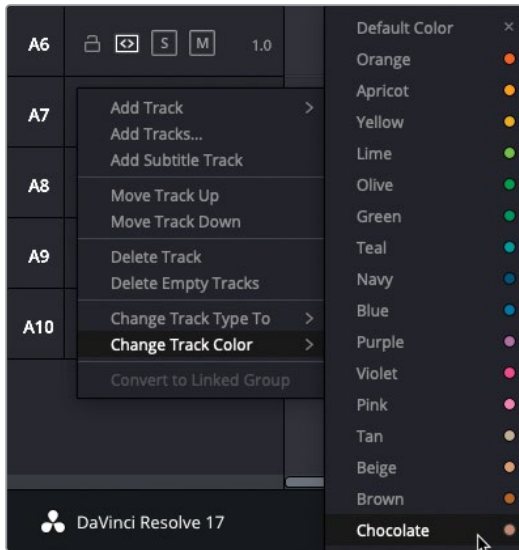 A6 S M 1.0
A7
A8
A9
A10
Add Track
Add Tracks...
Add Subtitle Track
Move Track Up
Move Track Down
Delete Track
Delete Empty Tracks
Change Track Type To
Change Track Color
Convert to Linked Group
Default Color
Orange
Apricot
Yellow
Lime
Olive
Green
Teal
Navy
Blue
Purple
Violet
Pink
Tan
Beige
Brown
Chocolate
DaVinci Resolve 17